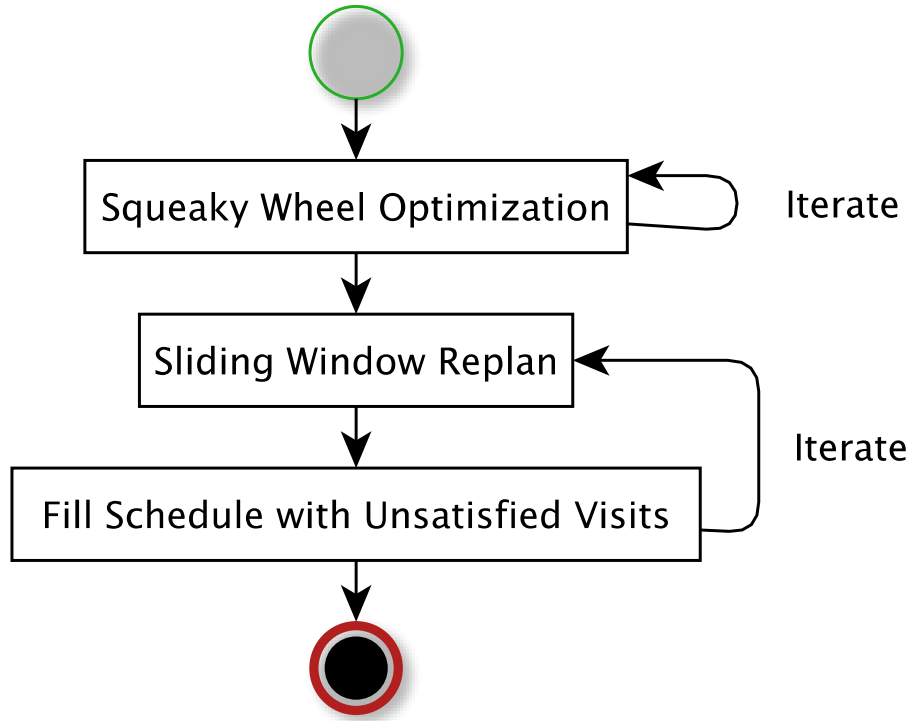 Squeaky Wheel Optimization
Iterate
Sliding Window Replan
Iterate
Fill Schedule with Unsatisfied Visits